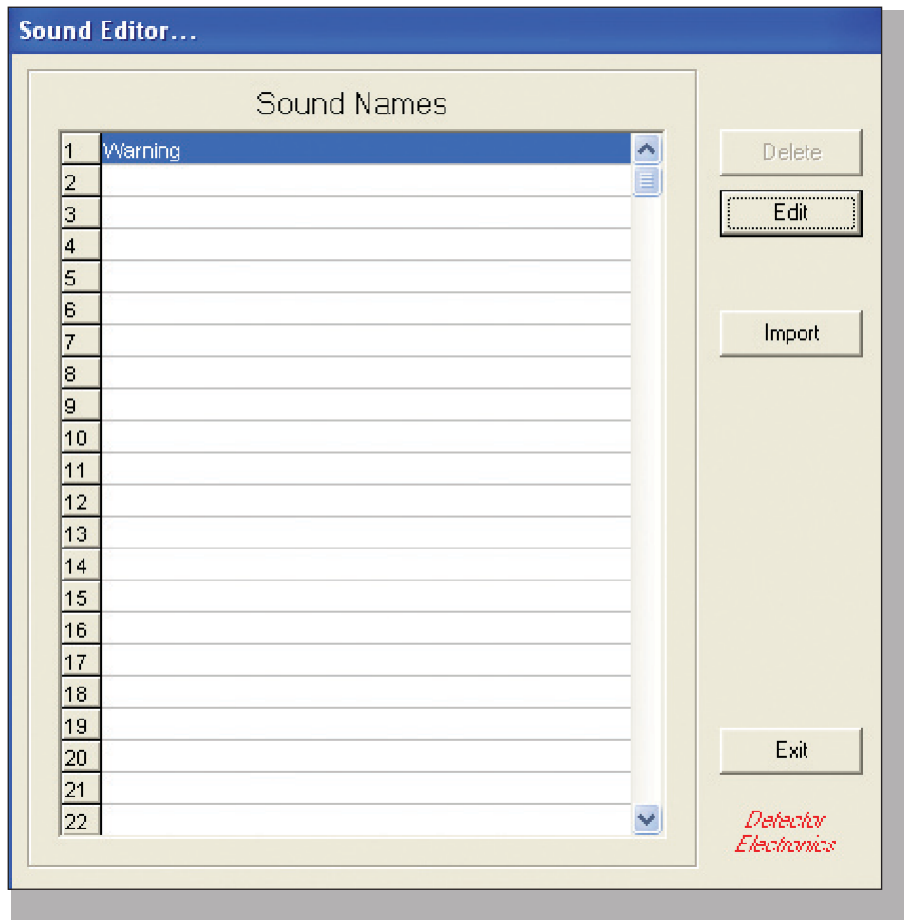 Sound Editor...
Sound Names
1 Warning
2
3
4
5
6
7
8
9
10
11
12
13
14
15
16
17
18
19
20
21
22
Delete
Edit
Import
Exit
Detector
Electronics